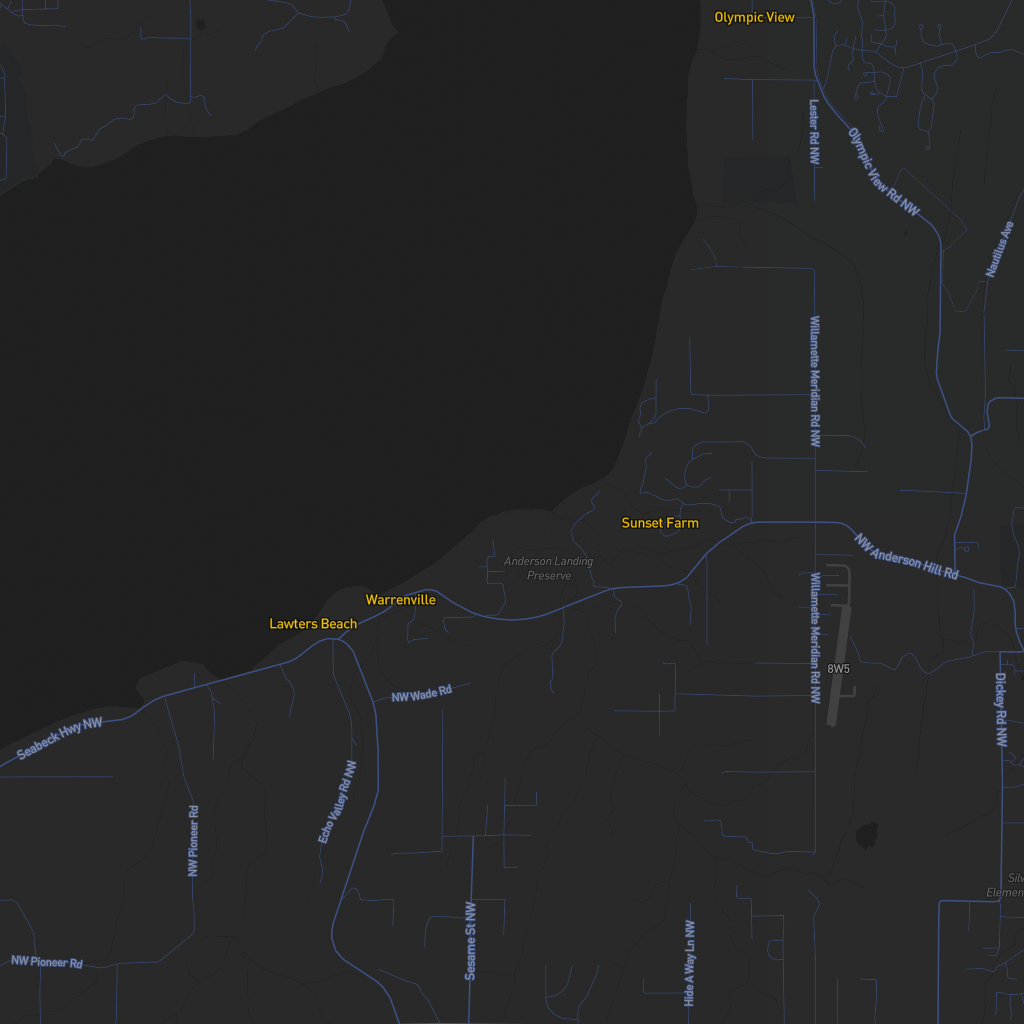 Olympic View
Lester Rd NW
Olympic View Rd NW
Nautilus Ave
Willamette Meridian Rd NW
Sunset Farm
NW Anderson Hill Rd
Anderson Landing
Preserve
Warrenville
Lawters Beach
Willamette Meridian Rd NW
8W5
NW Wade Rd
Dickey Rd NW
Seabeck Hwy NW
Echo Valley Rd NW
NW Pioneer Rd
Sesame St NW
Hide A Way Ln NW
NW Pioneer Rd